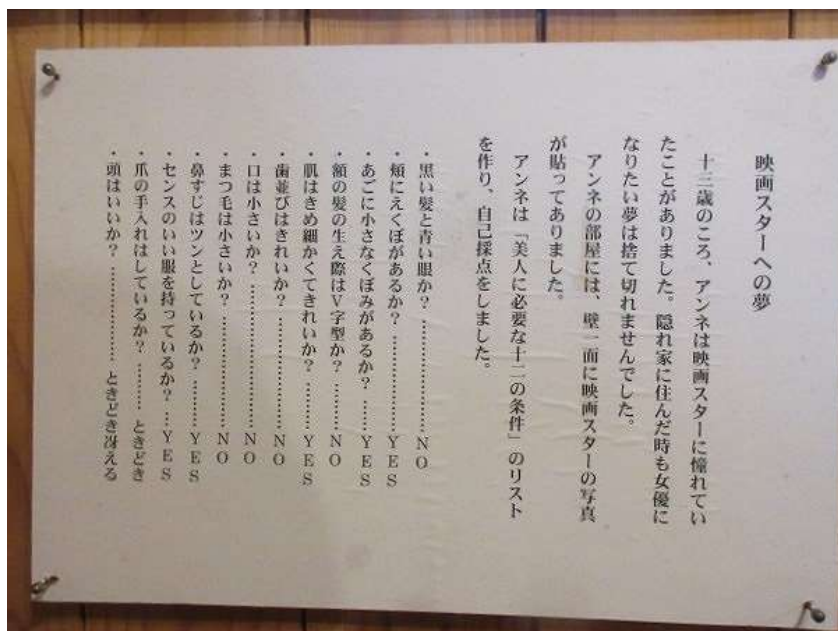 映画スターへの夢
十三歳のころ、アンネは映画スターに憧れてい
たことがありました。隠れ家に住んだ時も女優に
なりたい夢は捨て切れませんでした。
アンネの部屋には、壁一面に映画スターの写真
が貼ってありました。
アンネは「美人に必要な十二の条件」のリスト
を作り、自己採点をしました。
・黒い髪と青い眼か?…………………NO
・頬にえくぼがあるか?………………YES
・あごに小さなくぼみがあるか?……YES
・額の髪の生え際はV字型か?………NO
・肌はきめ細かくてきれいか?………YES
・歯並びはきれいか?…………………NO
・口は小さいか?………………………NO
・まつ毛は小さいか?…………………NO
・鼻すじはツンとしているか?………YES
・センスのいい服を持っているか?…YES
・爪の手入れはしているか?………ときどき
・頭はいいか?………………ときどき冴える